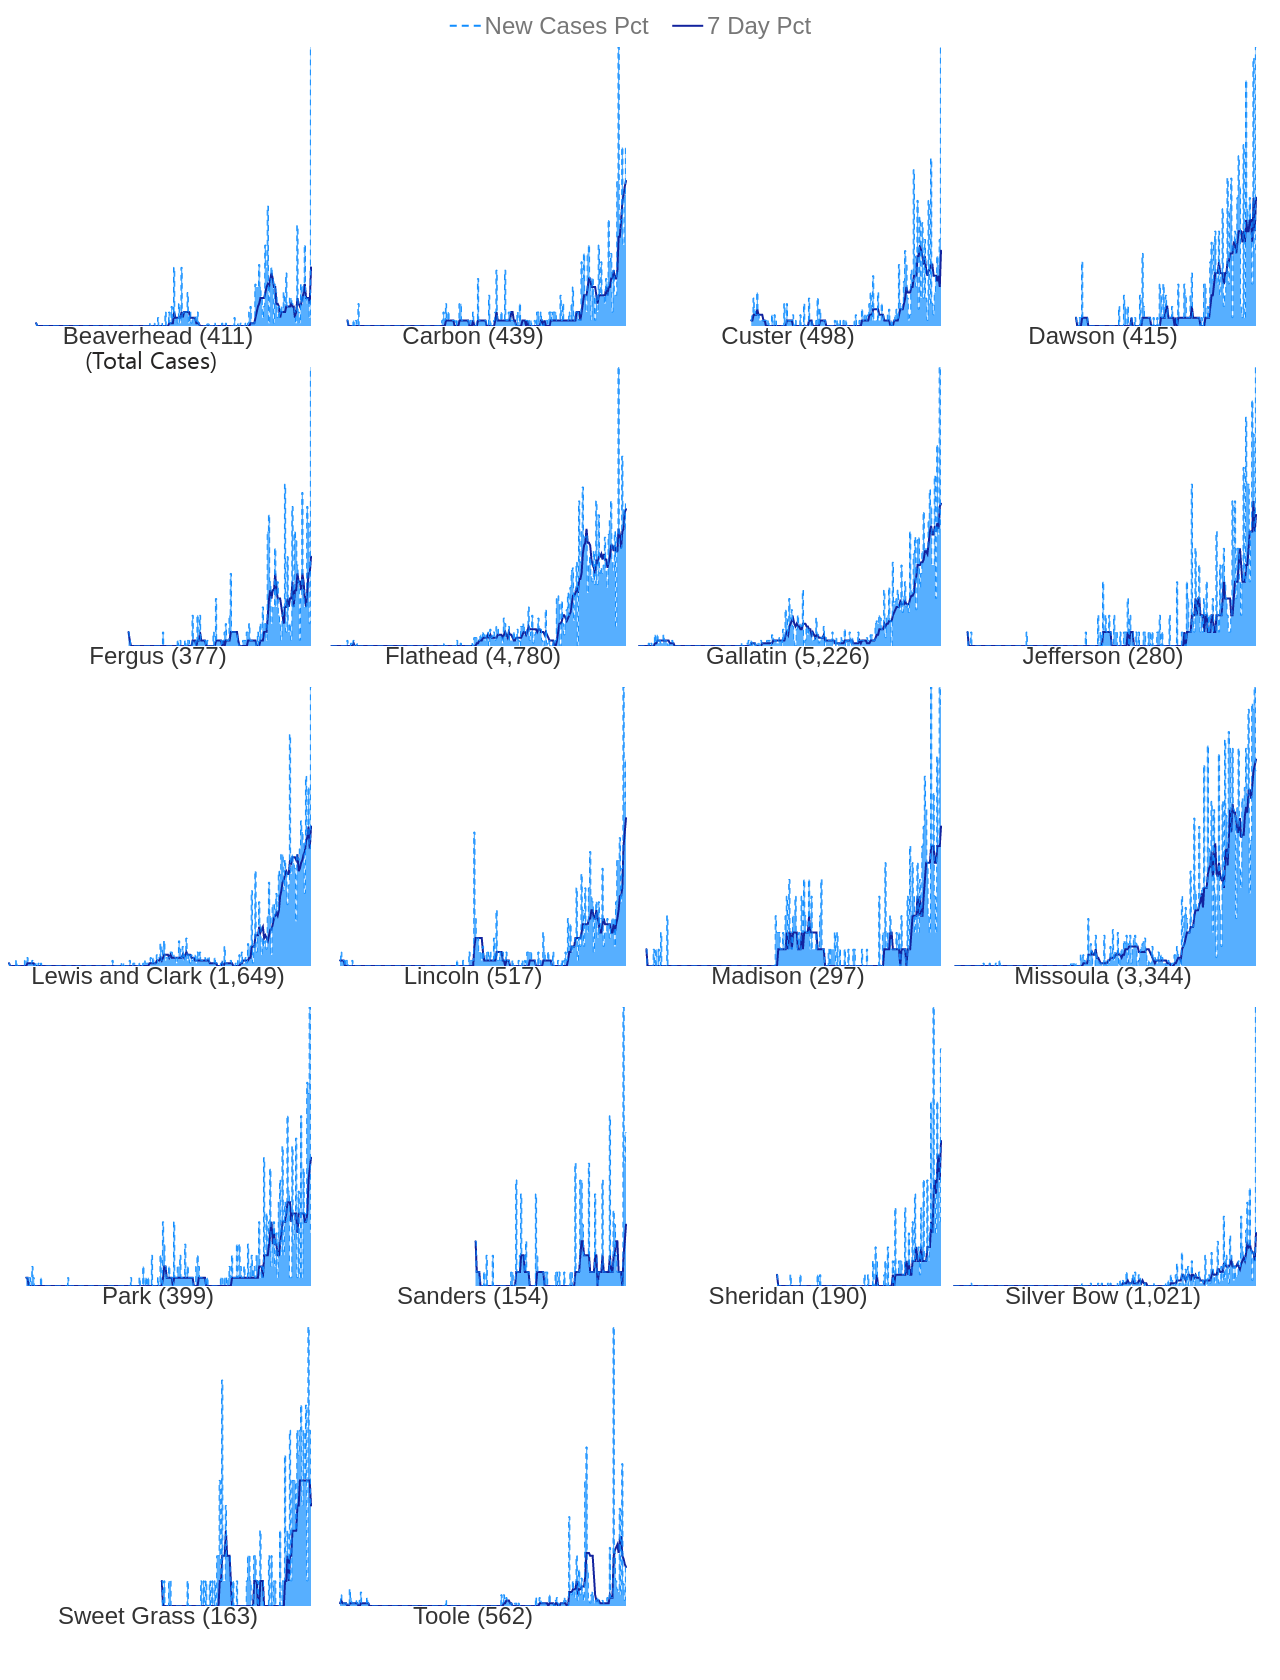 New Cases Pct 7 Day Pct
Beaverhead (411) Carbon (439) Custer (498) Dawson (415)
(Total Cases)
Fergus (377) Flathead (4,780) Gallatin (5,226) Jefferson (280)
Lewis and Clark (1,649) Lincoln (517) Madison (297) Missoula (3,344)
Park (399) Sanders (154) Sheridan (190) Silver Bow (1,021)
Sweet Grass (163) Toole (562)